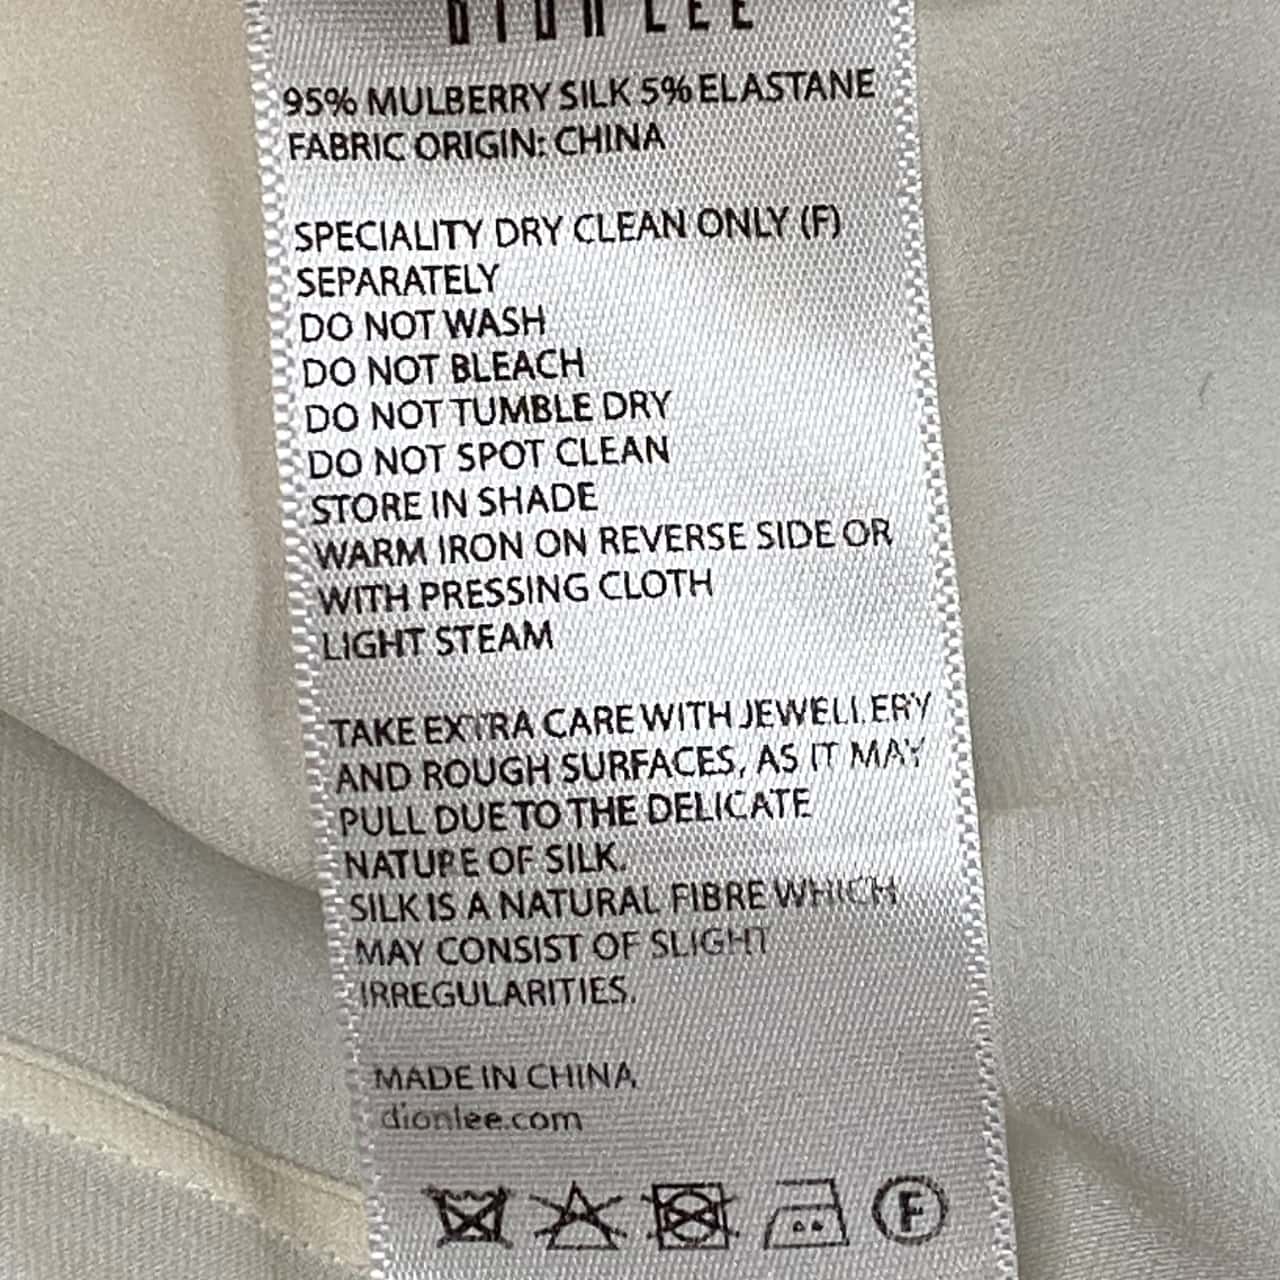 DION LEE
95% MULBERRY SILK 5% ELASTANE
FABRIC ORIGIN: CHINA
SPECIALITY DRY CLEAN ONLY (F)
SEPARATELY
DO NOT WASH
DO NOT BLEACH
DO NOT TUMBLE DRY
DO NOT SPOT CLEAN
STORE IN SHADE
WARM IRON ON REVERSE SIDE OR
WITH PRESSING CLOTH
LIGHT STEAM
TAKE EXTRA CARE WITH JEWELLERY
AND ROUGH SURFACES, AS IT MAY
PULL DUE TO THE DELICATE
NATURE OF SILK.
SILK IS A NATURAL FIBRE WHICH
MAY CONSIST OF SLIGHT
IRREGULARITIES.
MADE IN CHINA
dionlee.com
F